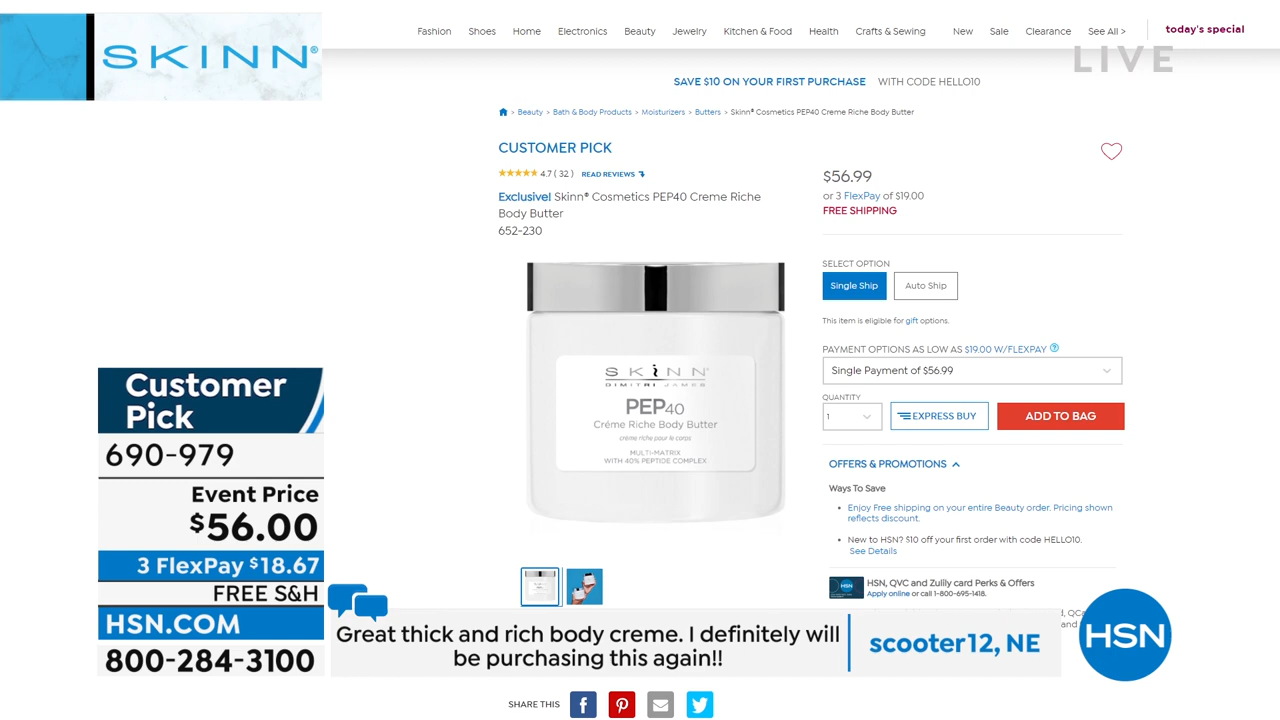 SKINN®
Fashion Shoes Home Electronics Beauty Jewelry Kitchen & Food Health Crafts & Sewing New Sale Clearance See All > today's special
LIVE
SAVE $10 ON YOUR FIRST PURCHASE WITH CODE HELLO10
> Beauty > Bath & Body Products > Moisturizers > Butters > Skinn® Cosmetics PEP40 Creme Riche Body Butter
CUSTOMER PICK
4.7 ( 32 ) READ REVIEWS
Exclusive! Skinn® Cosmetics PEP40 Creme Riche
Body Butter
652-230
$56.99
or 3 FlexPay of $19.00
FREE SHIPPING
SELECT OPTION
Single Ship Auto Ship
This item is eligible for gift options.
PAYMENT OPTIONS AS LOW AS $19.00 W/FLEXPAY ?
Single Payment of $56.99
QUANTITY
1 EXPRESS BUY ADD TO BAG
OFFERS & PROMOTIONS
Ways To Save
• Enjoy Free shipping on your entire Beauty order. Pricing shown
reflects discount.
• New to HSN? $10 off your first order with code HELLO10.
See Details
HSN, QVC and Zuilly card Perks & Offers
Apply online or call 1-800-695-1418.
SKINN®
DIMITRI JAMES
PEP40
Créme Riche Body Butter
crème riche pour le corps
MULTI-MATRIX
WITH 40% PEPTIDE COMPLEX
Customer
Pick
690-979
Event Price
$56.00
3 FlexPay $18.67
FREE S&H
HSN.COM
800-284-3100
Great thick and rich body creme. I definitely will
be purchasing this again!!
scooter12, NE
HSN
SHARE THIS